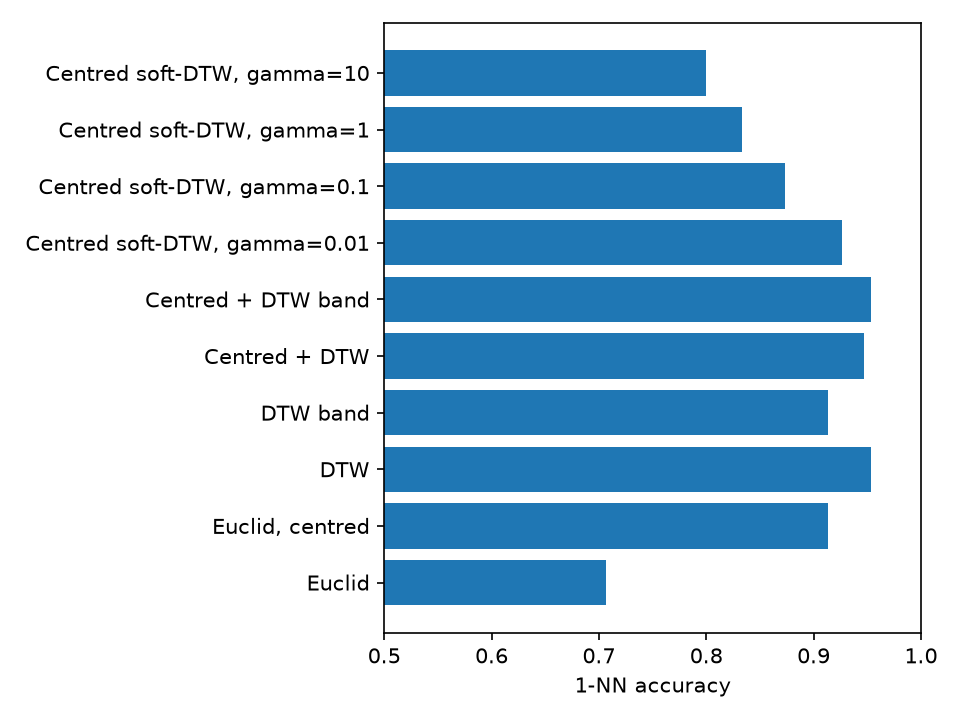 Centred soft-DTW, gamma=10
Centred soft-DTW, gamma=1
Centred soft-DTW, gamma=0.1
Centred soft-DTW, gamma=0.01
Centred + DTW band
Centred + DTW
DTW band
DTW
Euclid, centred
Euclid
0.5 0.6 0.7 0.8 0.9 1.0
1-NN accuracy